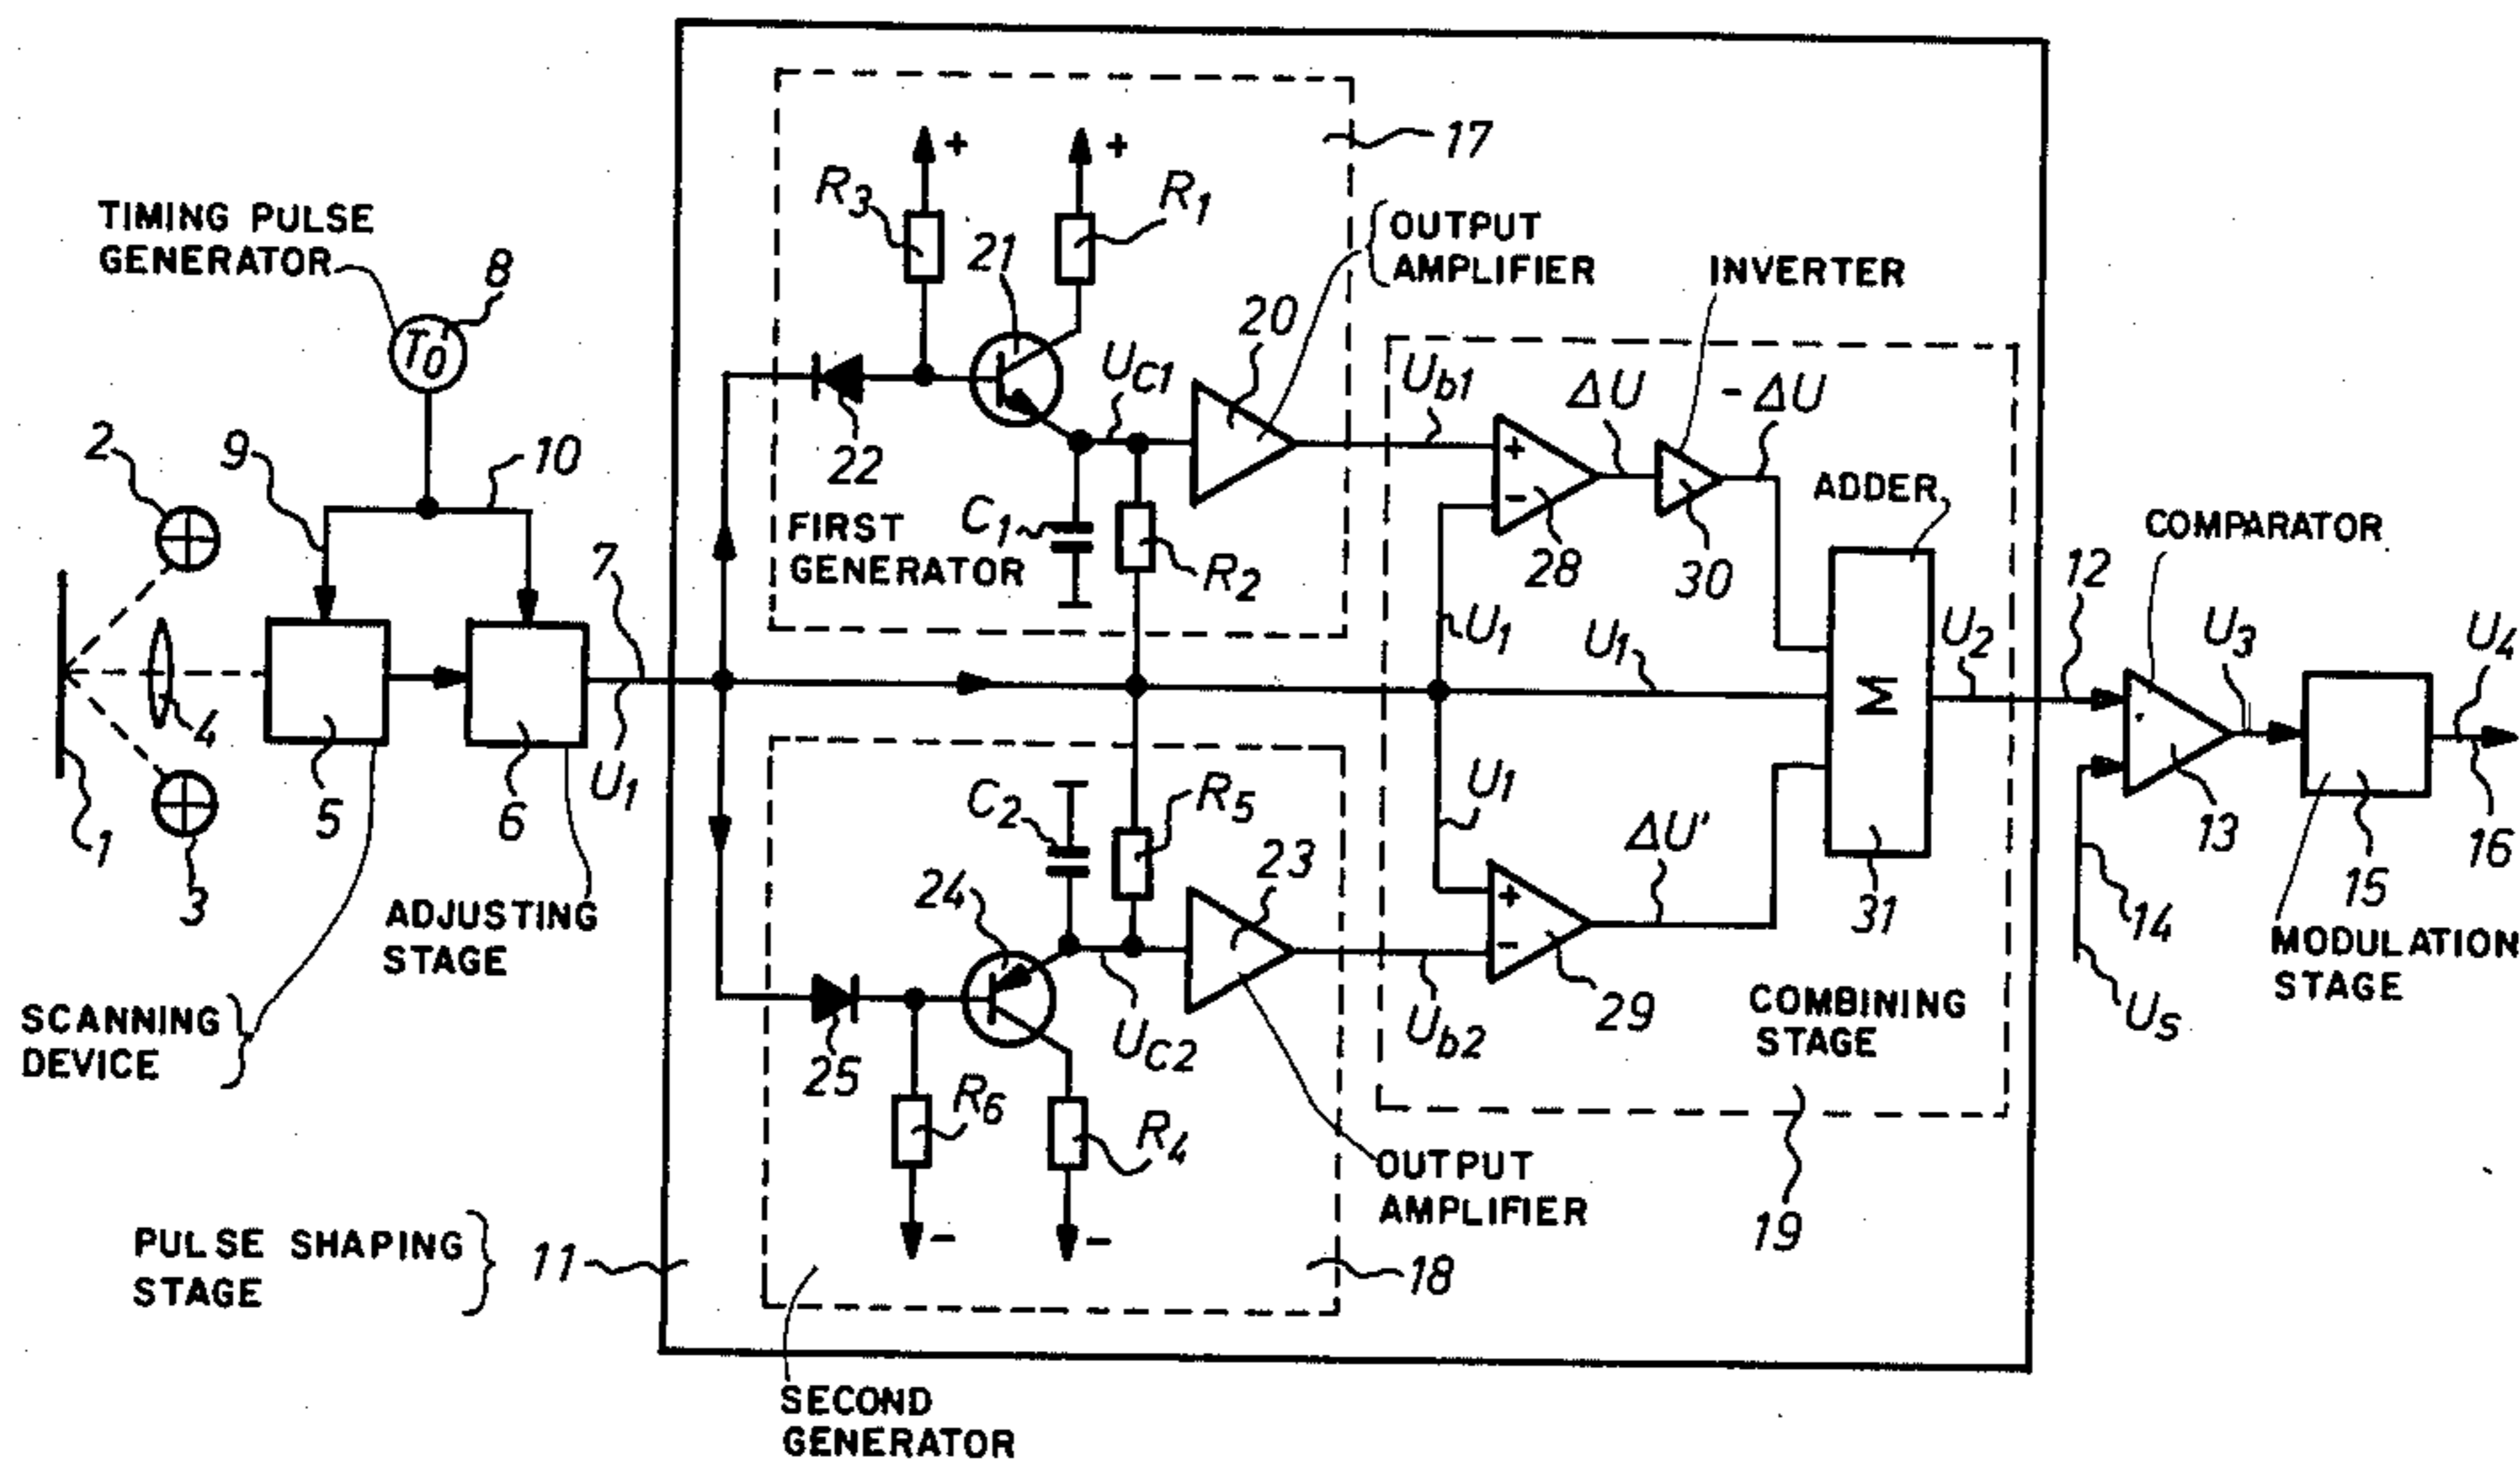 17
+
+
R3
R1
TIMING PULSE
GENERATOR
8
21
OUTPUT
AMPLIFIER
INVERTER
20
T0
UC1
Ub1
ΔU
-ΔU
2
9
10
22
+
-
ADDER
FIRST
GENERATOR
C1
R2
28
30
COMPARATOR
7
12
U1
U1
U2
U3
U4
4
Σ
5
6
U1
1
3
C2
R5
U1
ΔU'
13
15
16
23
24
+
-
31
14
ADJUSTING
STAGE
MODULATION
STAGE
SCANNING
DEVICE
25
UC2
Ub2
29
COMBINING
STAGE
US
R6
R4
OUTPUT
AMPLIFIER
19
PULSE SHAPING
STAGE
11
-
-
18
SECOND
GENERATOR